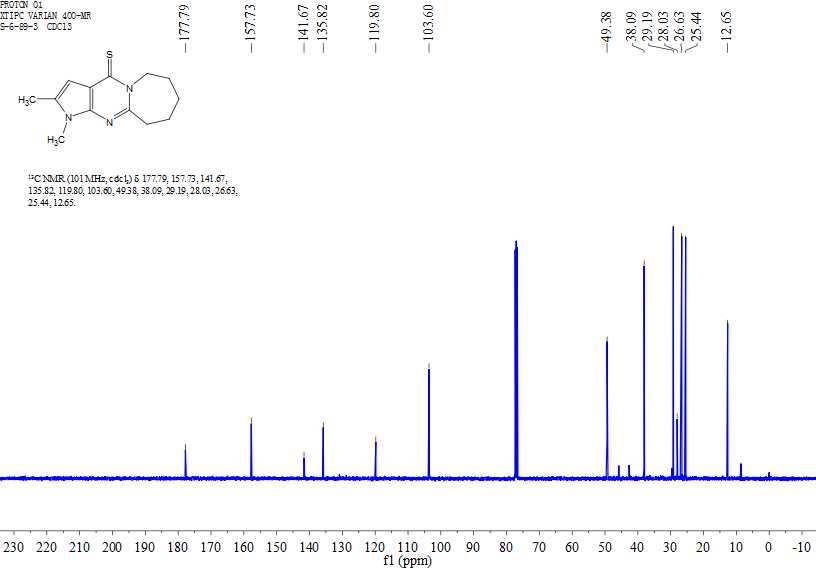 PROTON 01
XTIPC VARIAN 400-MR
S-6-89-3 CDCl3
177.79
157.73
141.67
135.82
119.80
103.60
49.38
38.09
29.19
28.03
26.63
25.44
12.65
S
N
H₃C
N
N
H₃C
¹³C NMR (101 MHz, cdcl₃) δ 177.79, 157.73, 141.67,
135.82, 119.80, 103.60, 49.38, 38.09, 29.19, 28.03, 26.63,
25.44, 12.65.
230 220 210 200 190 180 170 160 150 140 130 120 110 100 90 80 70 60 50 40 30 20 10 0 -10
f1 (ppm)